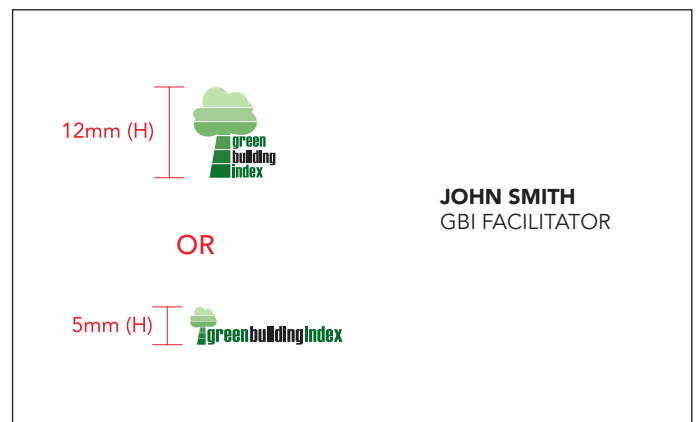 12mm (H)
green
building
index
JOHN SMITH
GBI FACILITATOR
OR
5mm (H)
greenbuildingindex